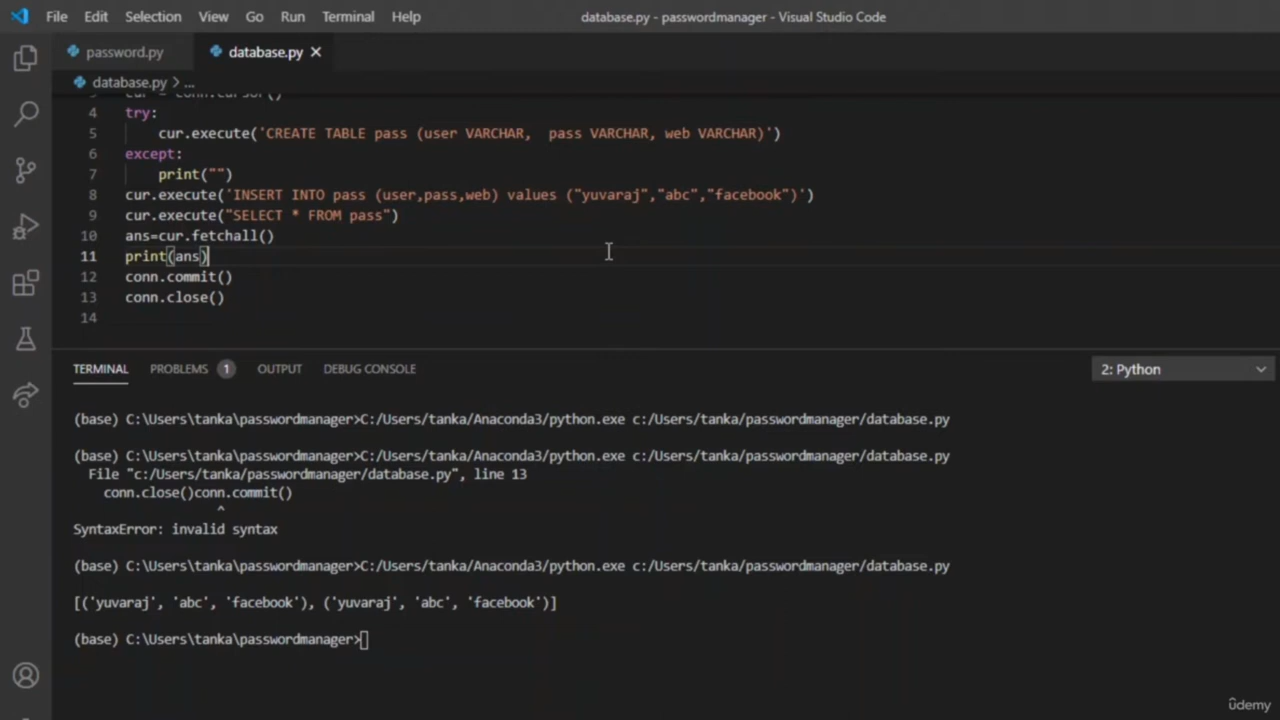 File Edit Selection View Go Run Terminal Help database.py - passwordmanager - Visual Studio Code
password.py database.py
database.py > ...
cur = conn.cursor()
4 try:
5 cur.execute('CREATE TABLE pass (user VARCHAR,  pass VARCHAR, web VARCHAR)')
6 except:
7 print("")
8 cur.execute('INSERT INTO pass (user,pass,web) values ("yuvaraj","abc","facebook")')
9 cur.execute("SELECT * FROM pass")
10 ans=cur.fetchall()
11 print(ans)
12 conn.commit()
13 conn.close()
14
TERMINAL PROBLEMS 1 OUTPUT DEBUG CONSOLE 2: Python
(base) C:\Users\tanka\passwordmanager>C:/Users/tanka/Anaconda3/python.exe c:/Users/tanka/passwordmanager/database.py
(base) C:\Users\tanka\passwordmanager>C:/Users/tanka/Anaconda3/python.exe c:/Users/tanka/passwordmanager/database.py
File "c:/Users/tanka/passwordmanager/database.py", line 13
conn.close()conn.commit()
^
SyntaxError: invalid syntax
(base) C:\Users\tanka\passwordmanager>C:/Users/tanka/Anaconda3/python.exe c:/Users/tanka/passwordmanager/database.py
[('yuvaraj', 'abc', 'facebook'), ('yuvaraj', 'abc', 'facebook')]
(base) C:\Users\tanka\passwordmanager>
ûdemy